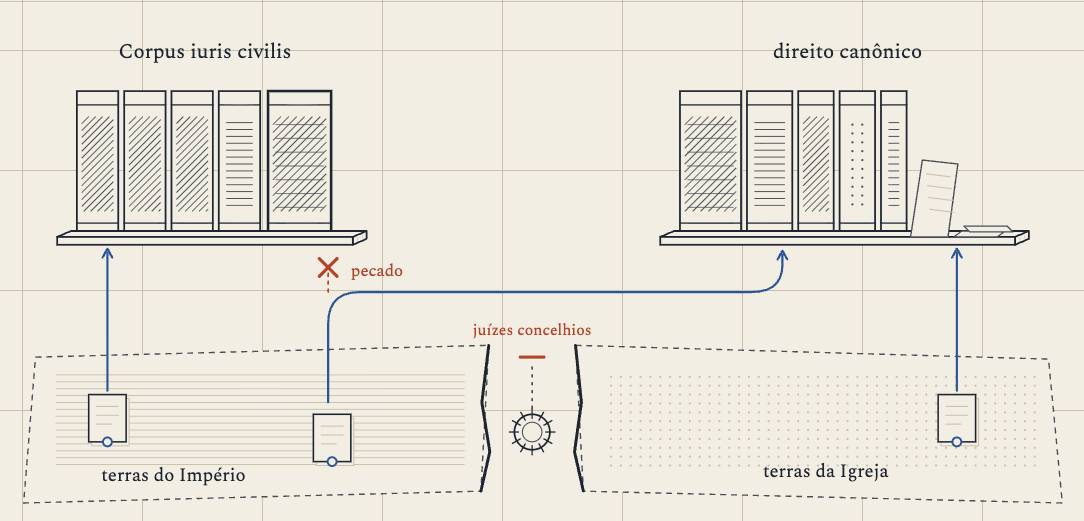 Corpus iuris civilis
direito canônico
pecado
juízes concelhios
terras do Império
terras da Igreja